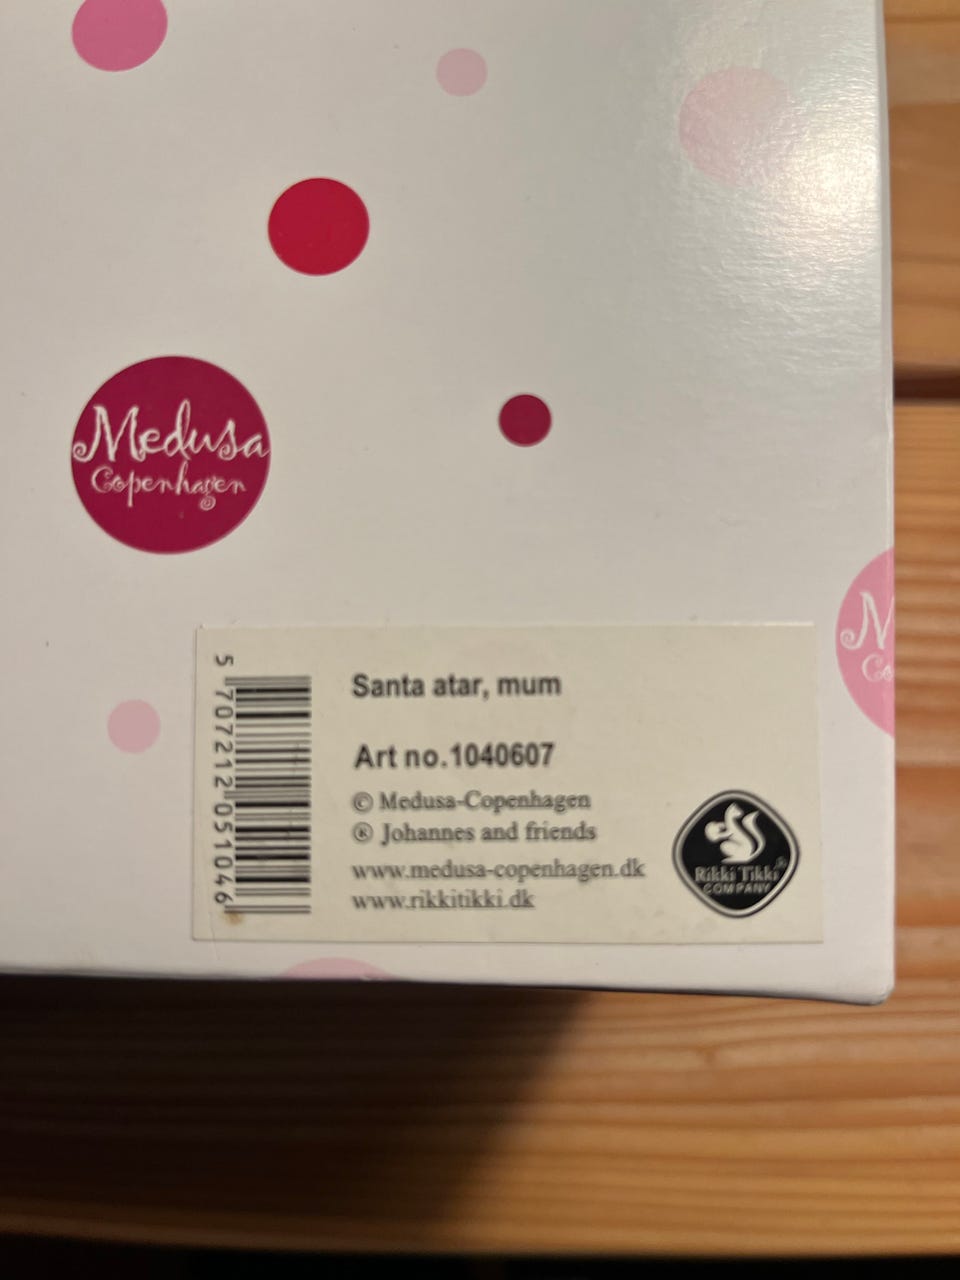 Medusa
Copenhagen
Santa atar, mum
Art no.1040607
© Medusa-Copenhagen
® Johannes and friends
www.medusa-copenhagen.dk
www.rikkitikki.dk
5 707212 051046
Rikki Tikki
COMPANY
M
Co